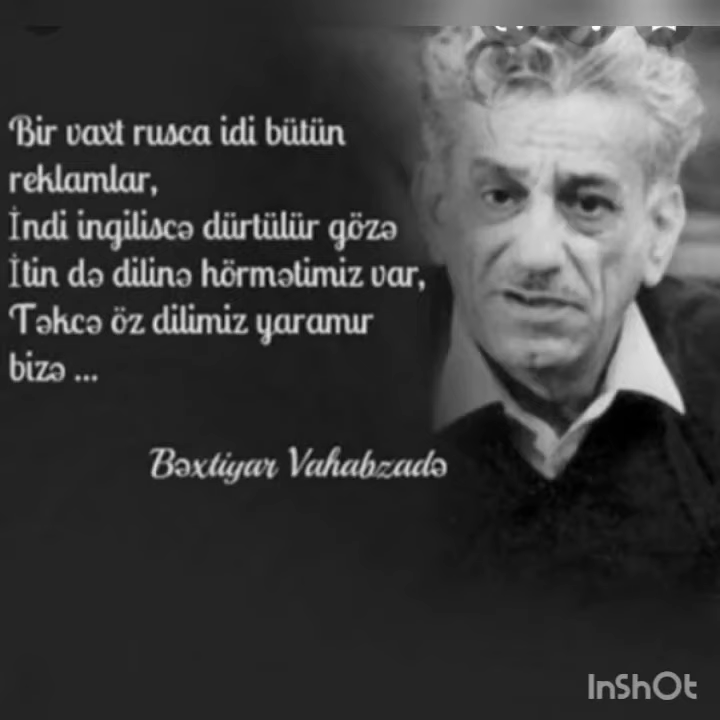 Bir vaxt rusca idi bütün
reklamlar,
İndi ingiliscə dürtülür gözə
İtin də dilinə hörmətimiz var,
Təkcə öz dilimiz yaramır
bizə ...
Bəxtiyar Vahabzadə
InShOt